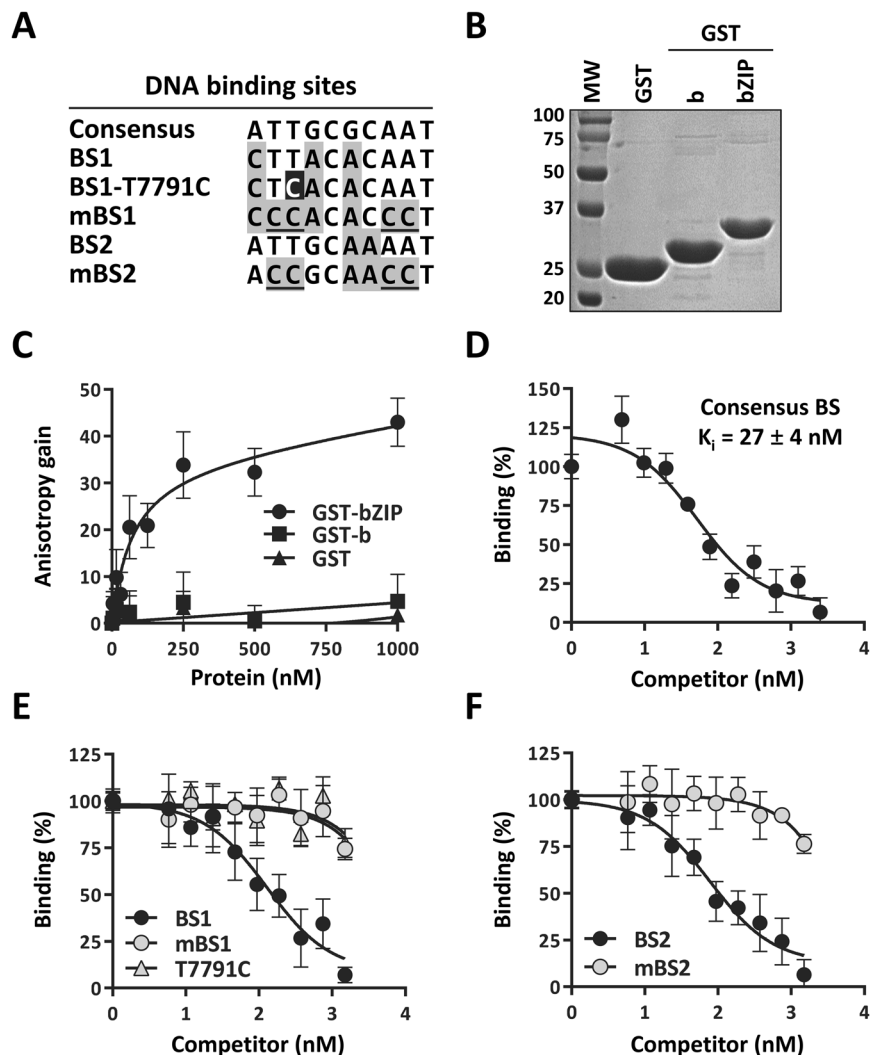 A
DNA binding sites
Consensus ATTGCGCAAT
BS1 CTTACACAAT
BS1-T7791C CTCACACAAT
mBS1 CCCACACCCT
BS2 ATTGCAAAAT
mBS2 ACCGCAACCT
B
GST
MW GST b bZIP
100
75
50
37
25
20
C
50
40
30
20
10
0
Anisotropy gain
GST-bZIP
GST-b
GST
0 250 500 750 1000
Protein (nM)
D
150
125
100
75
50
25
0
Binding (%)
Consensus BS
Ki = 27 ± 4 nM
0 1 2 3 4
Competitor (nM)
E
125
100
75
50
25
0
Binding (%)
BS1
mBS1
T7791C
0 1 2 3 4
Competitor (nM)
F
125
100
75
50
25
0
Binding (%)
BS2
mBS2
0 1 2 3 4
Competitor (nM)